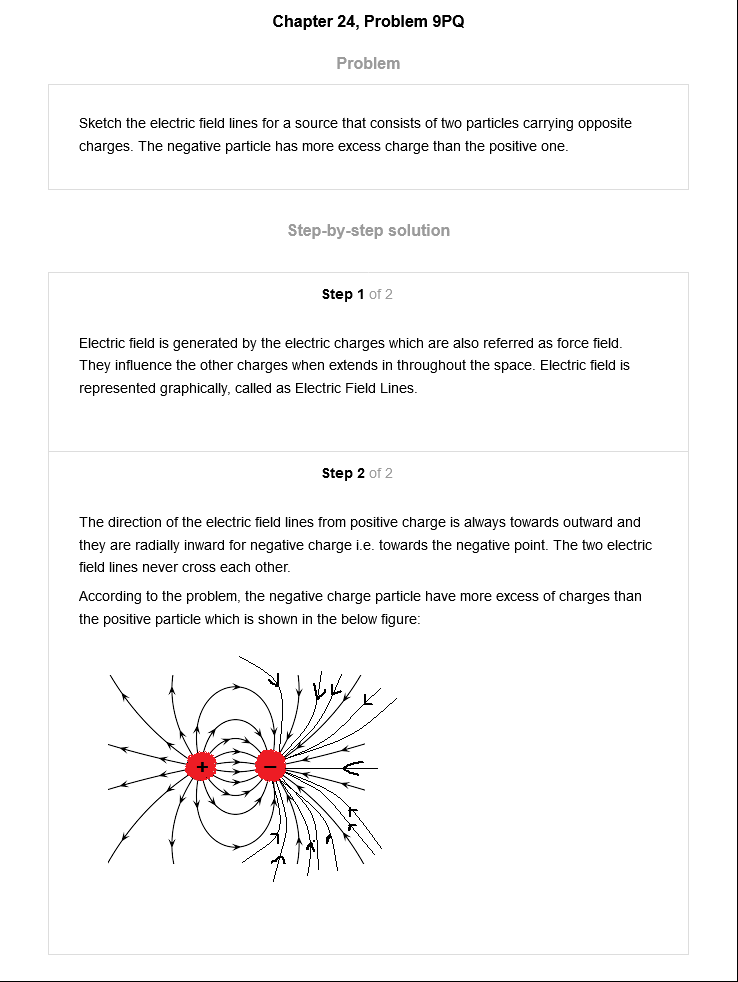 Chapter 24, Problem 9PQ
Problem
Sketch the electric field lines for a source that consists of two particles carrying opposite
charges. The negative particle has more excess charge than the positive one.
Step-by-step solution
Step 1 of 2
Electric field is generated by the electric charges which are also referred as force field.
They influence the other charges when extends in throughout the space. Electric field is
represented graphically, called as Electric Field Lines.
Step 2 of 2
The direction of the electric field lines from positive charge is always towards outward and
they are radially inward for negative charge i.e. towards the negative point. The two electric
field lines never cross each other.
According to the problem, the negative charge particle have more excess of charges than
the positive particle which is shown in the below figure:
+ −